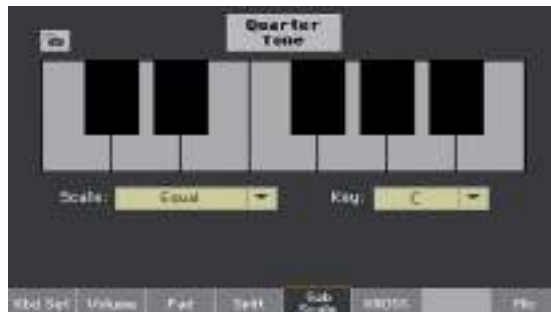 Quarter
Tone
Scale: Equal Key: C
Kbd Set Volume Pad Split Sub
Scale Mic